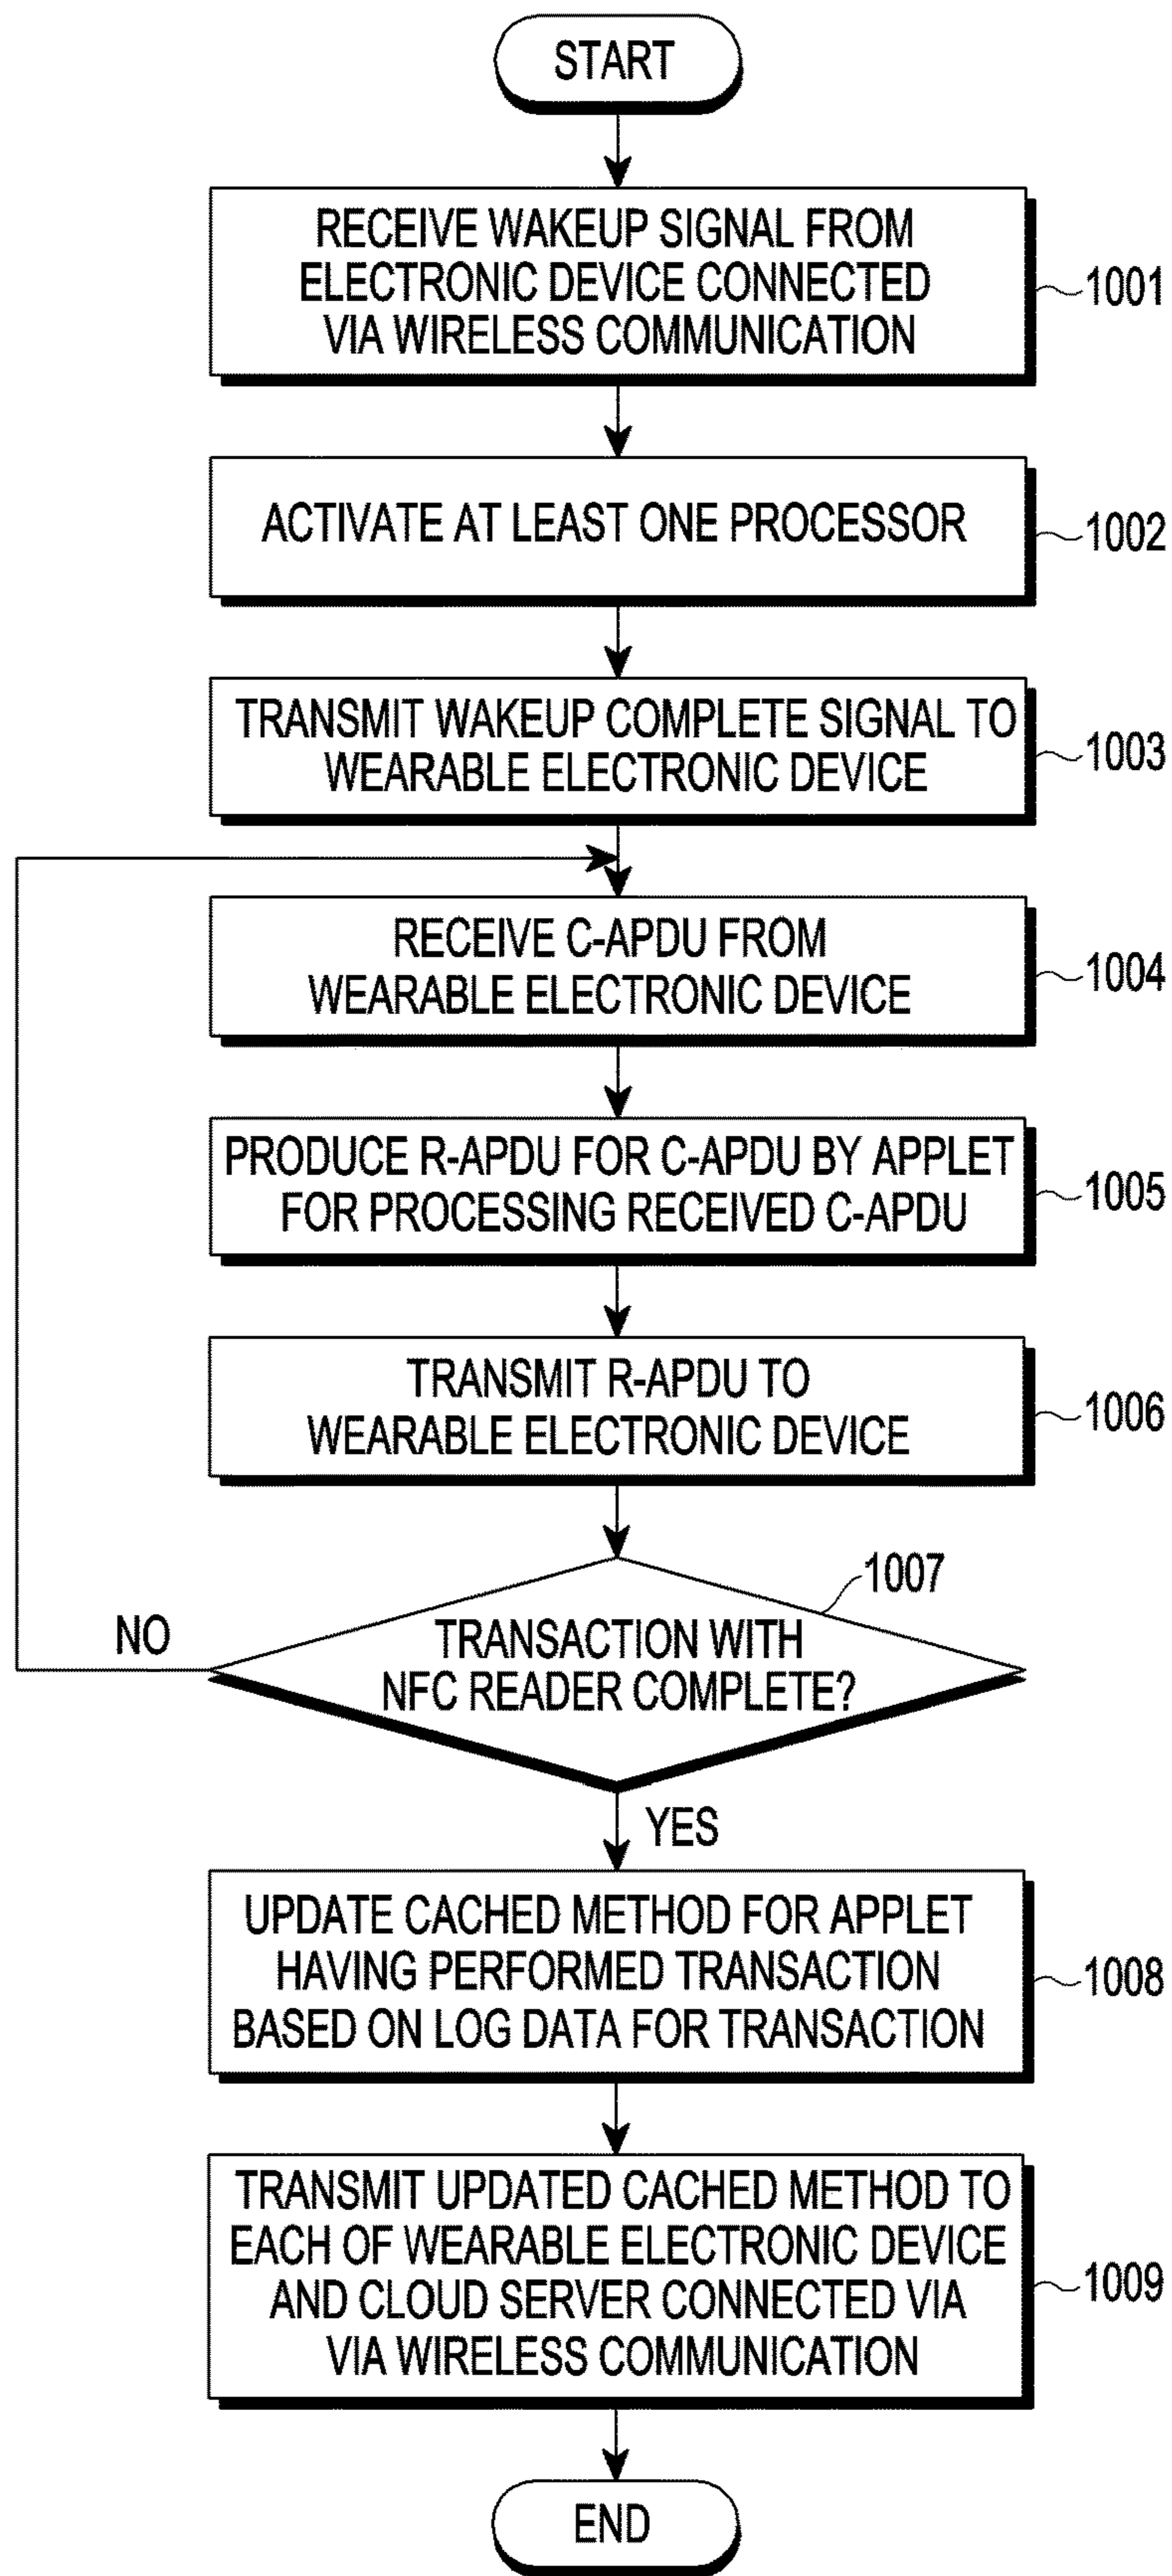 START
RECEIVE WAKEUP SIGNAL FROM
ELECTRONIC DEVICE CONNECTED
VIA WIRELESS COMMUNICATION
1001
ACTIVATE AT LEAST ONE PROCESSOR
1002
TRANSMIT WAKEUP COMPLETE SIGNAL TO
WEARABLE ELECTRONIC DEVICE
1003
RECEIVE C-APDU FROM
WEARABLE ELECTRONIC DEVICE
1004
PRODUCE R-APDU FOR C-APDU BY APPLET
FOR PROCESSING RECEIVED C-APDU
1005
TRANSMIT R-APDU TO
WEARABLE ELECTRONIC DEVICE
1006
1007
NO
TRANSACTION WITH
NFC READER COMPLETE?
YES
UPDATE CACHED METHOD FOR APPLET
HAVING PERFORMED TRANSACTION
BASED ON LOG DATA FOR TRANSACTION
1008
TRANSMIT UPDATED CACHED METHOD TO
EACH OF WEARABLE ELECTRONIC DEVICE
AND CLOUD SERVER CONNECTED VIA
VIA WIRELESS COMMUNICATION
1009
END